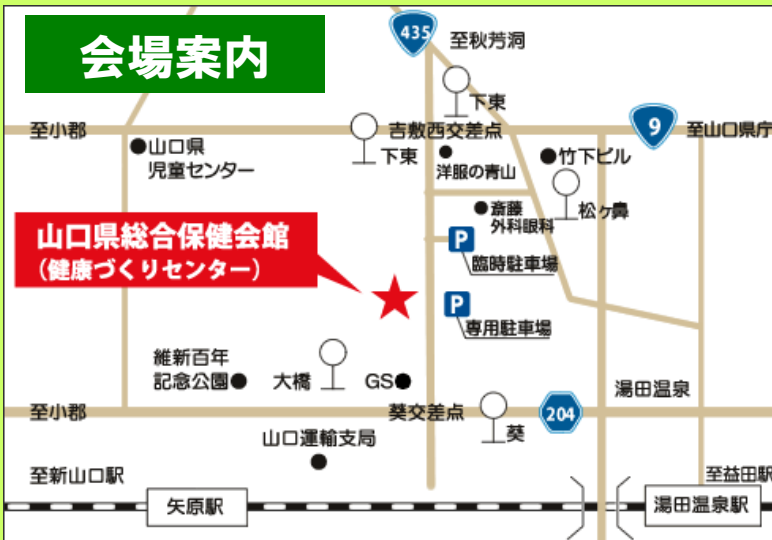 会場案内
435
至秋芳洞
下東
至小郡
吉敷西交差点
9
至山口県庁
下東
山口県
児童センター
洋服の青山
竹下ビル
斎藤
外科眼科
松ヶ鼻
山口県総合保健会館
(健康づくりセンター)
P
臨時駐車場
P
専用駐車場
維新百年
記念公園
大橋
GS
湯田温泉
至小郡
葵交差点
204
葵
山口運輸支局
至新山口駅
至益田駅
矢原駅
湯田温泉駅